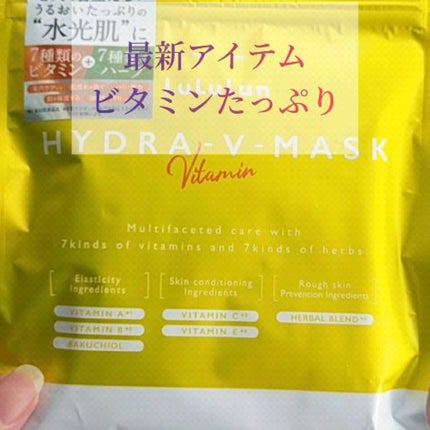 うるおいたっぷりの
“水光肌”に
7種類の
ビタミン
+
7種
ハーブ
最新アイテム
ビタミンたっぷり
LuLuLun
HYDRA-V-MASK
Vitamin
Multifaceted care with
7kinds of vitamins and 7kinds of herbs.
Elasticity
Ingredients
VITAMIN A
VITAMIN B
BAKUCHIOL
Skin conditioning
Ingredients
VITAMIN C
VITAMIN E
Rough skin
Prevention Ingredients
HERBAL BLEND